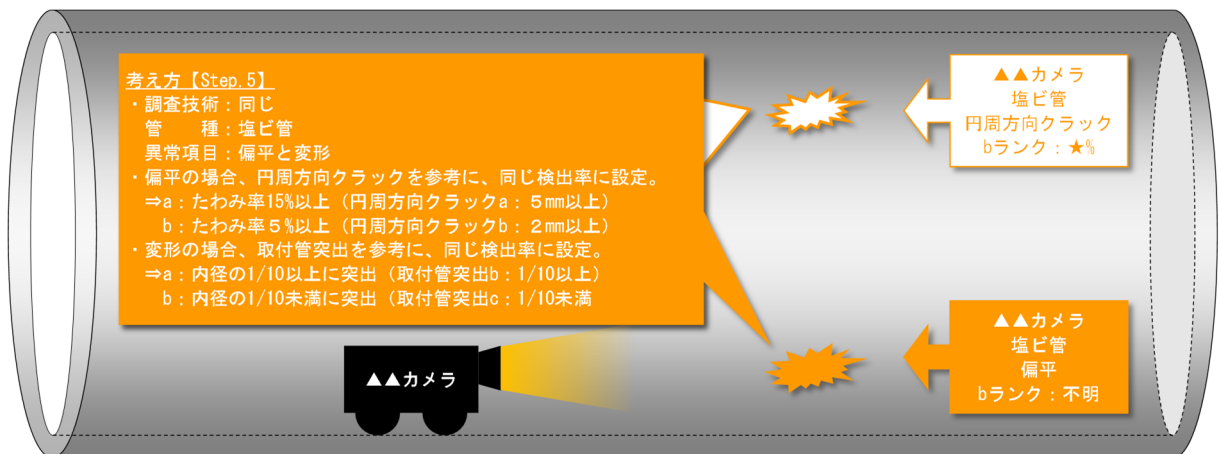 考え方【Step.5】
・調査技術：同じ
管　　種：塩ビ管
異常項目：偏平と変形
・偏平の場合、円周方向クラックを参考に、同じ検出率に設定。
⇒a：たわみ率15%以上（円周方向クラックa：５mm以上）
b：たわみ率５%以上（円周方向クラックb：２mm以上）
・変形の場合、取付管突出を参考に、同じ検出率に設定。
⇒a：内径の1/10以上に突出（取付管突出b：1/10以上）
b：内径の1/10未満に突出（取付管突出c：1/10未満
▲▲カメラ
塩ビ管
円周方向クラック
bランク：★%
▲▲カメラ
塩ビ管
偏平
bランク：不明
▲▲カメラ